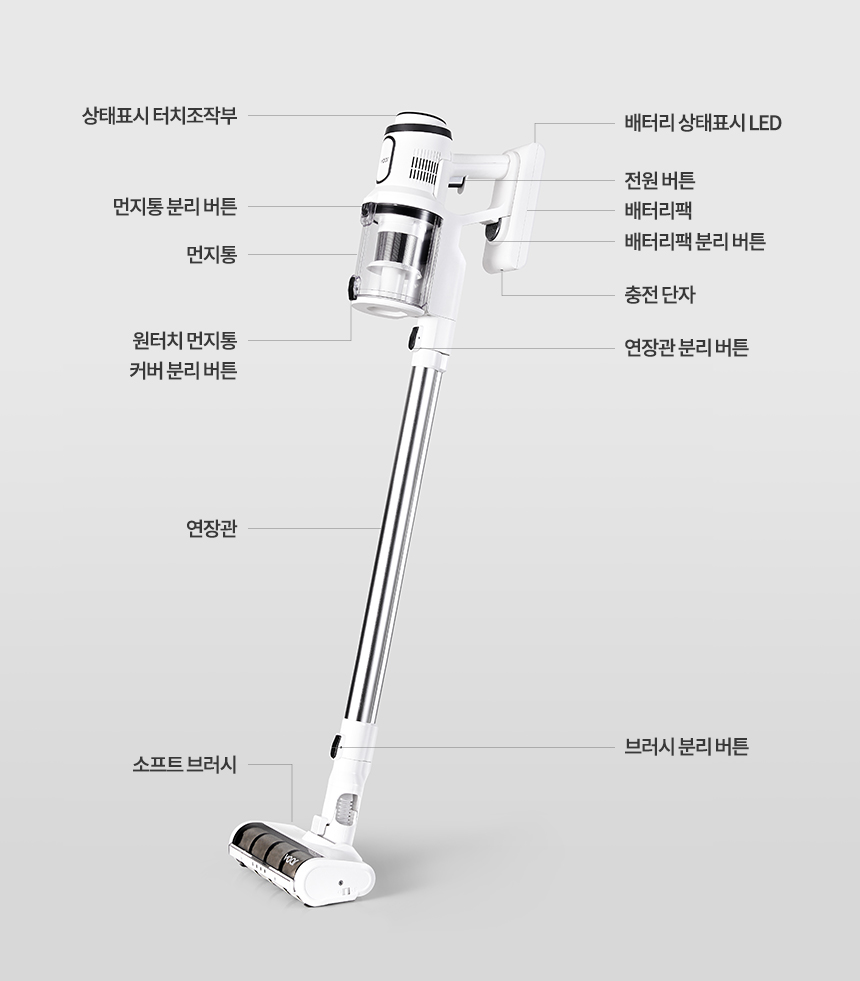 상태표시 터치조작부
먼지통 분리 버튼
먼지통
원터치 먼지통
커버 분리 버튼
연장관
소프트 브러시
배터리 상태표시 LED
전원 버튼
배터리팩
배터리팩 분리 버튼
충전 단자
연장관 분리 버튼
브러시 분리 버튼